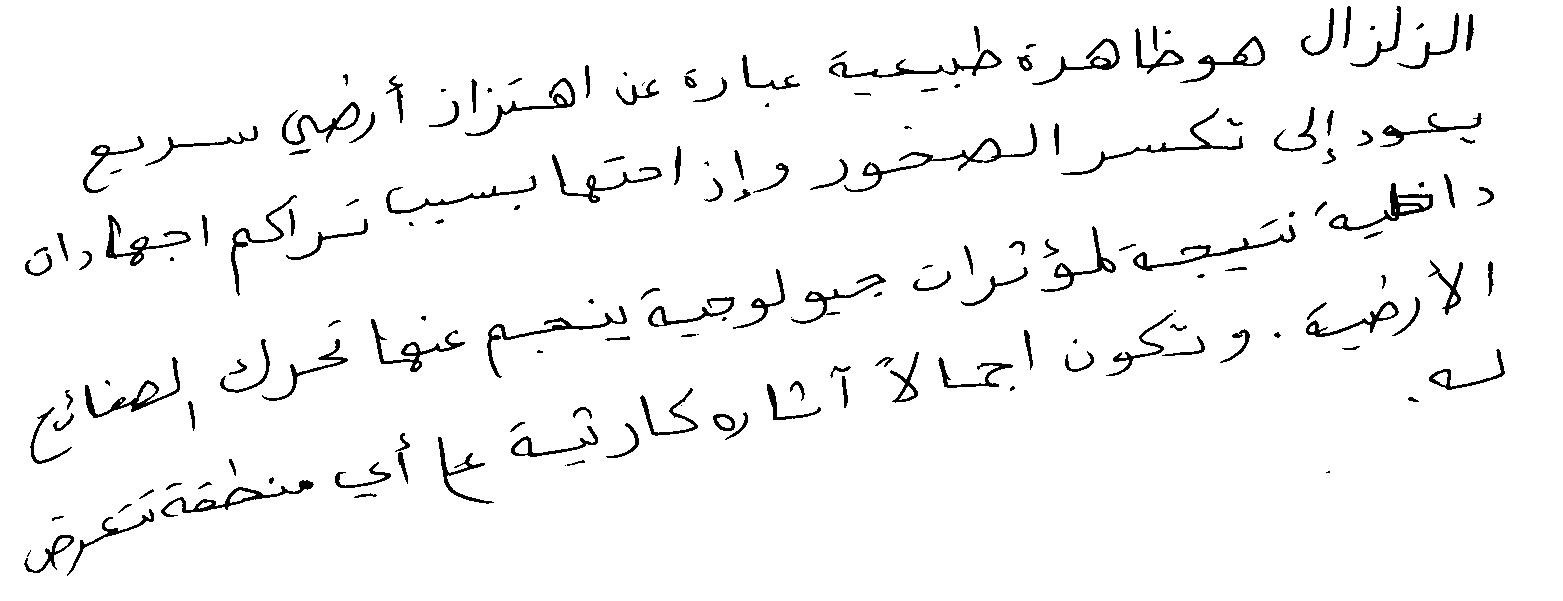 الزلزال هو ظاهرة طبيعية عبارة عن اهتزاز أرضي سريع
يعود إلى تكسر الصخور وإزاحتها بسبب تراكم اجهادات
داخلية نتيجة لمؤثرات جيولوجية ينجم عنها تحرك الصفائح
الأرضية. وتكون اجمالاً آثاره كارثية على أي منطقة تتعرض
له.